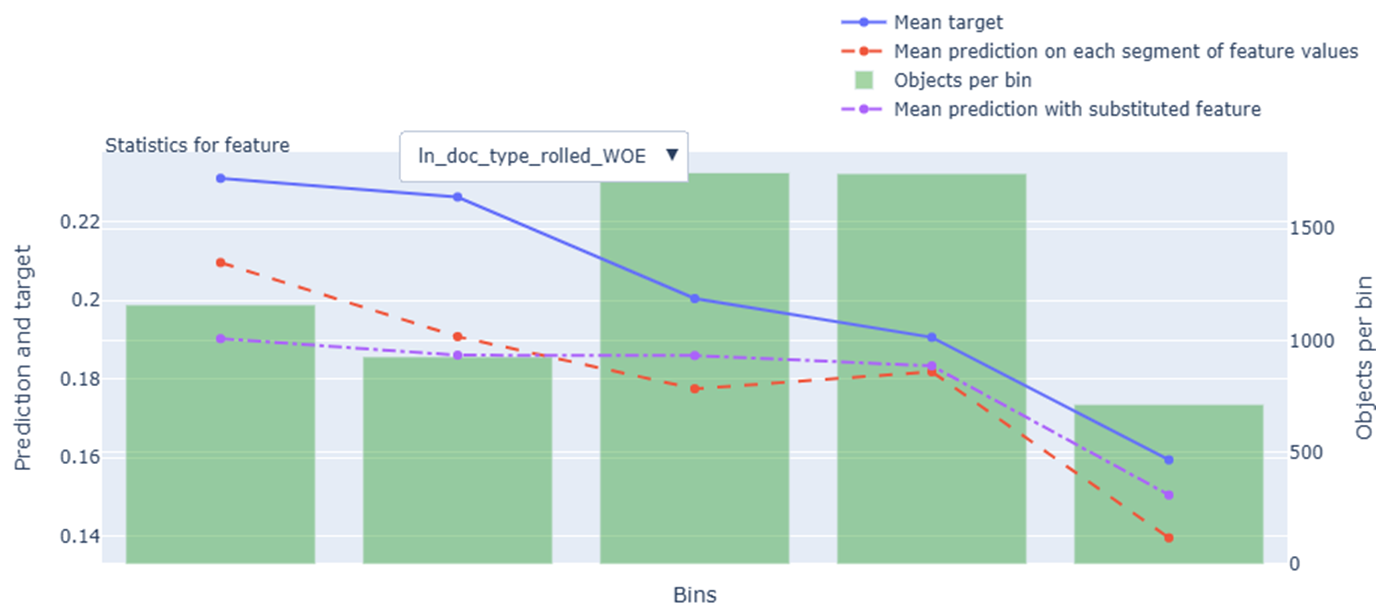 Mean target
Mean prediction on each segment of feature values
Objects per bin
Mean prediction with substituted feature
Statistics for feature
ln_doc_type_rolled_WOE ▼
0.22
0.2
0.18
0.16
0.14
Prediction and target
1500
1000
500
0
Objects per bin
Bins